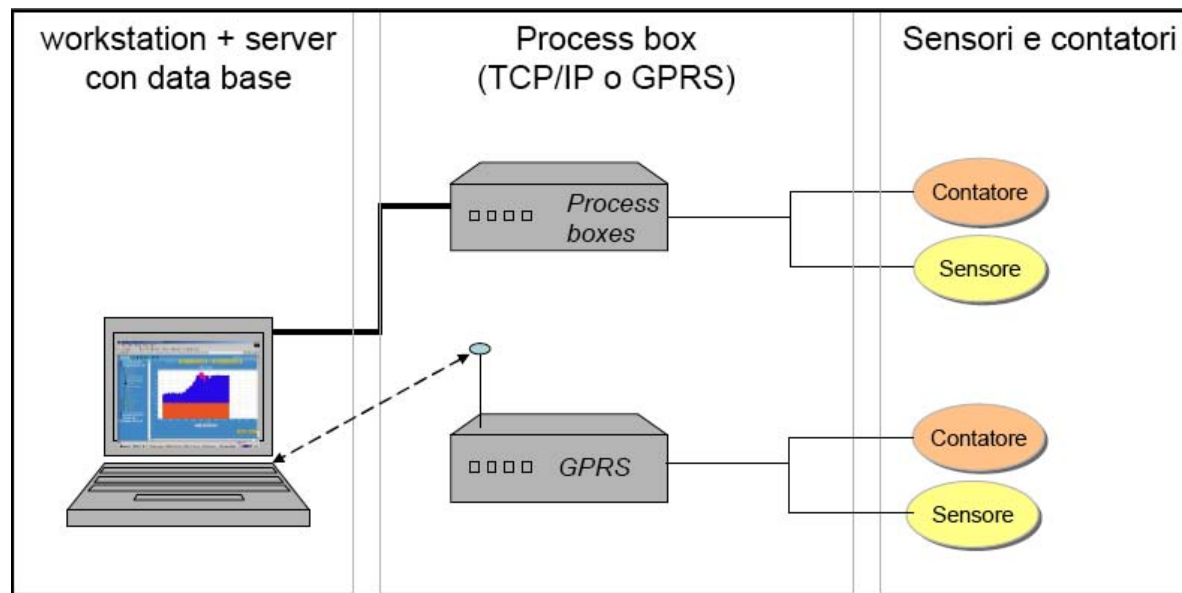 workstation + server
con data base
Process box
(TCP/IP o GPRS)
Sensori e contatori
Process
boxes
Contatore
Sensore
GPRS
Contatore
Sensore